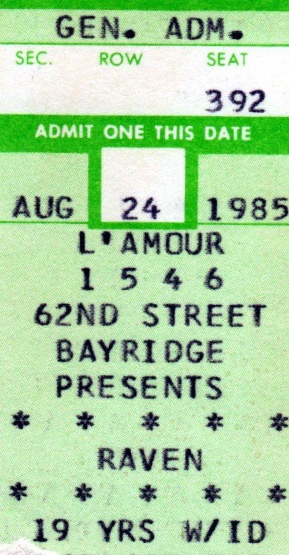 GEN. ADM.
SEC. ROW SEAT
392
ADMIT ONE THIS DATE
AUG 24 1985
L'AMOUR
1 5 4 6
62ND STREET
BAYRIDGE
PRESENTS
* * * * *
RAVEN
* * * * *
19 YRS W/ID